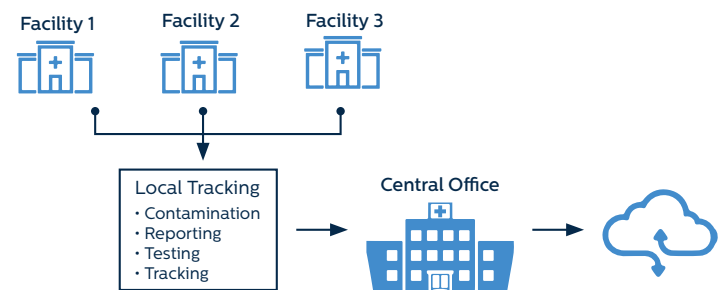 Facility 1
Facility 2
Facility 3
Local Tracking
• Contamination
• Reporting
• Testing
• Tracking
Central Office